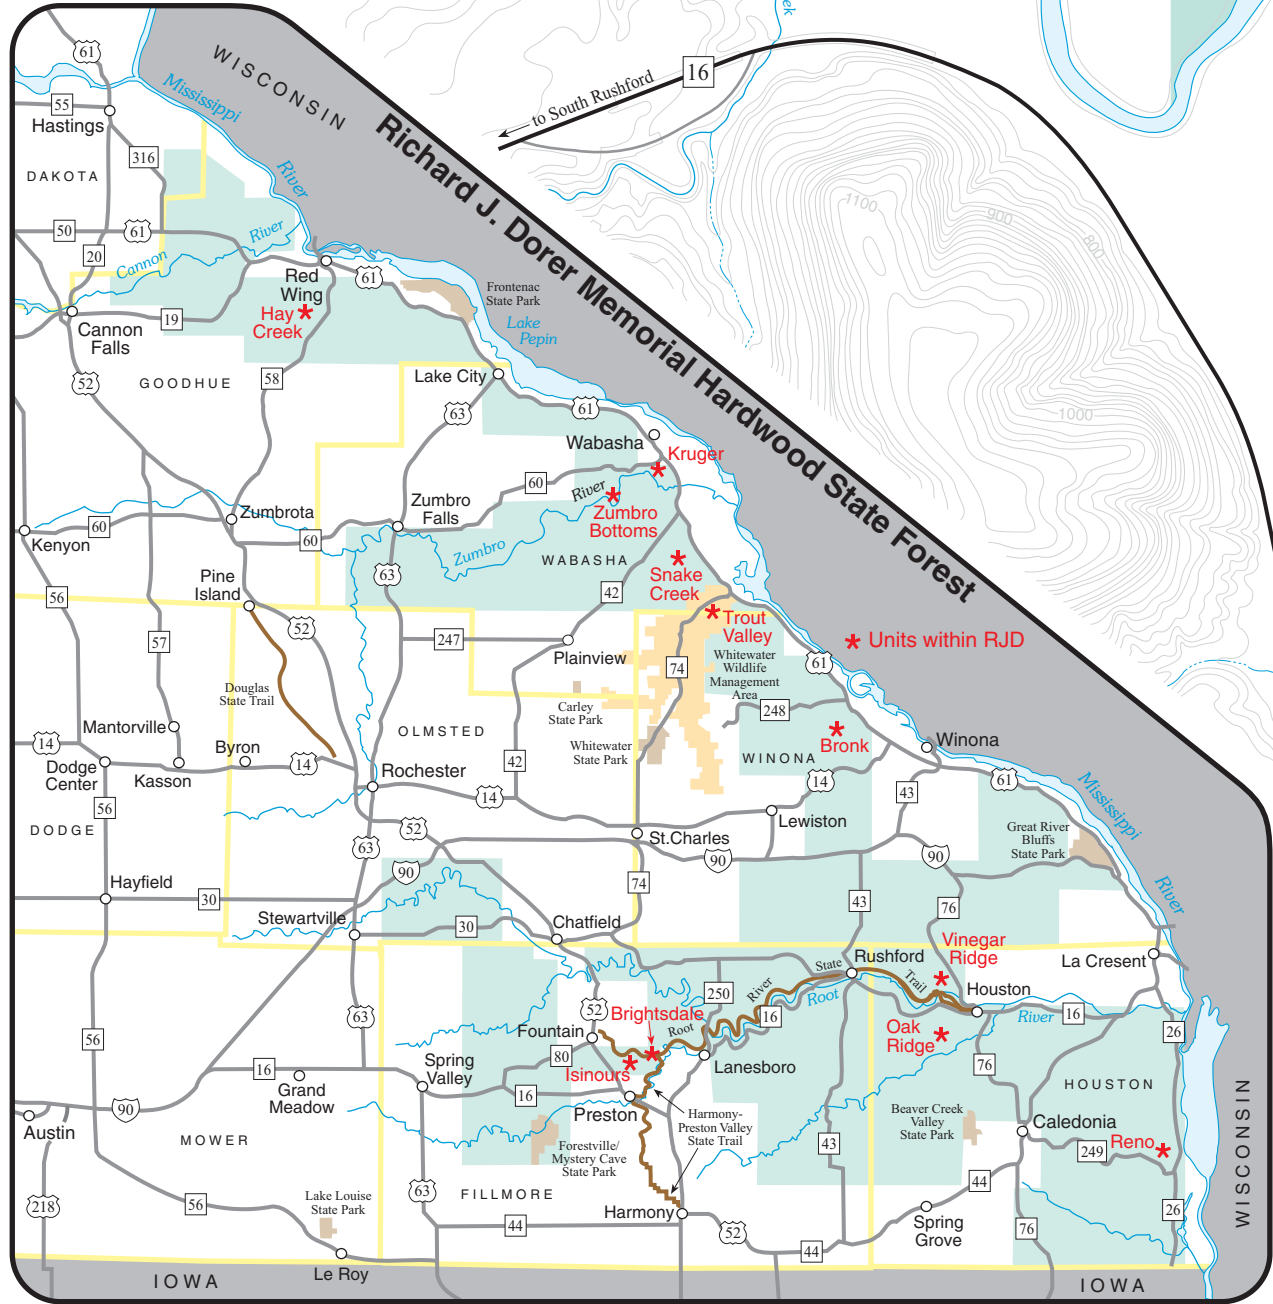 Richard J. Dorer Memorial Hardwood State Forest
WISCONSIN
Mississippi
River
to South Rushford
16
ek
1100
900
800
1000
61
55
Hastings
316
DAKOTA
50
61
20
Cannon
River
Red
Wing
61
Frontenac
State Park
Hay
Creek
19
Cannon
Falls
Lake
Pepin
52
GOODHUE
58
Lake City
63
61
Wabasha
Kruger
60
River
Zumbro
Bottoms
Zumbro
Falls
Zumbrota
60
60
Kenyon
Zumbro
WABASHA
63
Snake
Creek
Pine
Island
56
42
52
Trout
Valley
Units within RJD
57
247
Plainview
74
Whitewater
Wildlife
Management
Area
61
Douglas
State Trail
Carley
State Park
248
Mantorville
OLMSTED
Whitewater
State Park
Bronk
Winona
14
Byron
14
42
WINONA
Dodge
Center
Kasson
Rochester
14
14
61
43
Mississippi
56
DODGE
52
Lewiston
Great River
Bluffs
State Park
63
St.Charles
90
90
90
Hayfield
30
74
43
76
River
Stewartville
30
Chatfield
Vinegar
Ridge
Rushford
La Cresent
State
Trail
Houston
250
River
Root
16
52
Brightsdale
Root
River
16
Fountain
Oak
Ridge
26
63
56
80
Isinours
Lanesboro
76
Spring
Valley
16
Grand
Meadow
16
HOUSTON
90
Preston
Harmony-
Preston Valley
State Trail
Beaver Creek
Valley
State Park
Caledonia
WISCONSIN
Austin
MOWER
Forestville/
Mystery Cave
State Park
43
249
Reno
218
56
Lake Louise
State Park
63
FILLMORE
44
Harmony
52
Spring
Grove
44
76
26
44
Le Roy
IOWA
IOWA